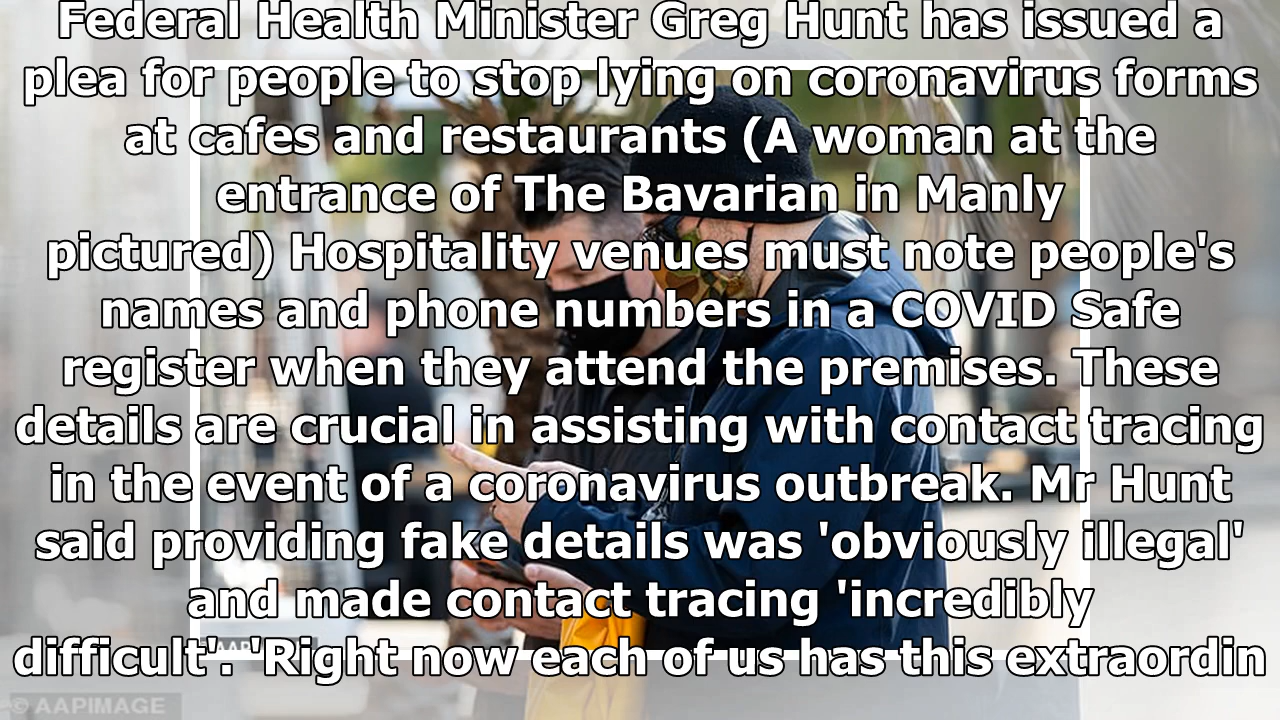 Federal Health Minister Greg Hunt has issued a
plea for people to stop lying on coronavirus forms
at cafes and restaurants (A woman at the
entrance of The Bavarian in Manly
pictured) Hospitality venues must note people's
names and phone numbers in a COVID Safe
register when they attend the premises. These
details are crucial in assisting with contact tracing
in the event of a coronavirus outbreak. Mr Hunt
said providing fake details was 'obviously illegal'
and made contact tracing 'incredibly
difficult'. 'Right now each of us has this extraordin
© AAPIMAGE